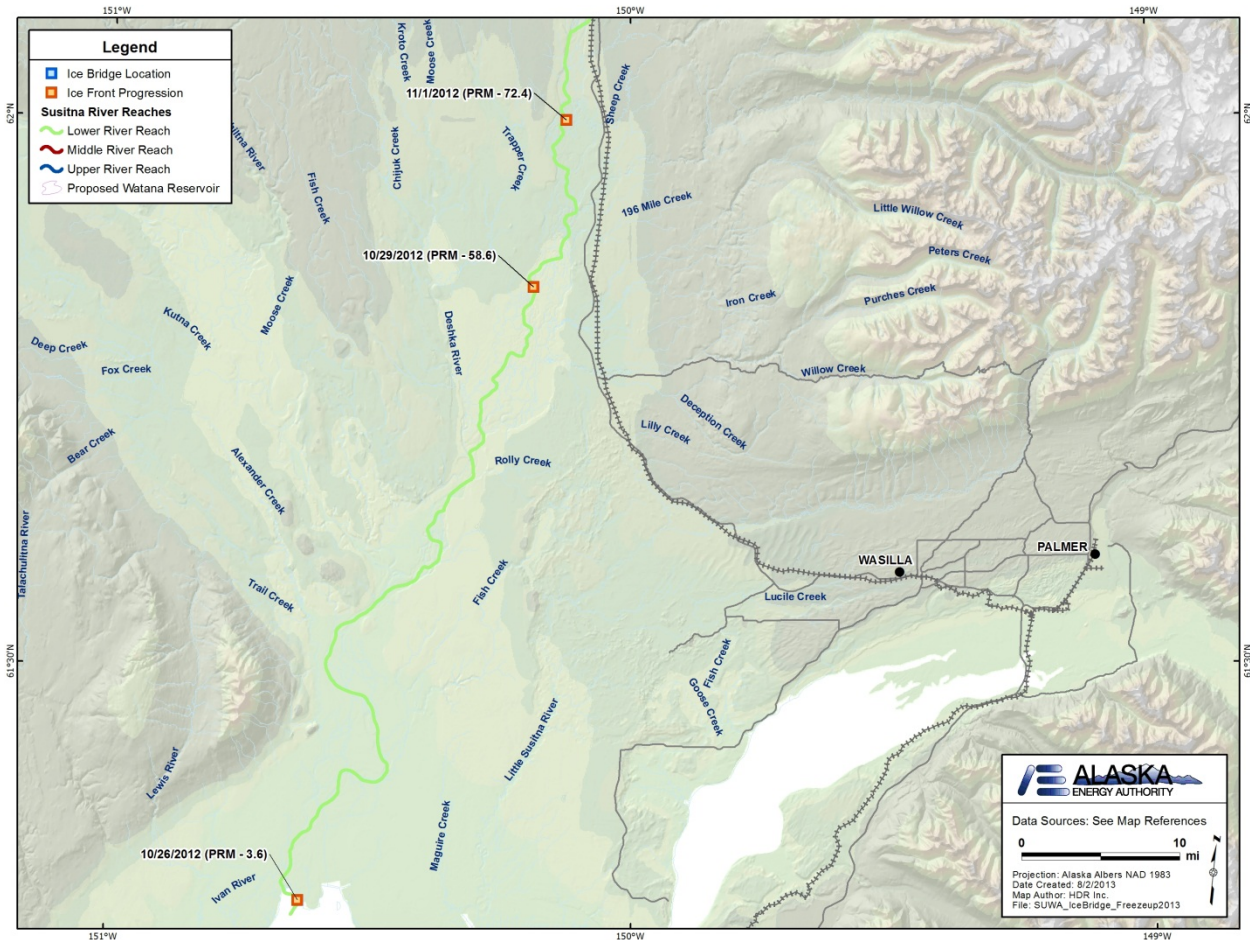 151°W
150°W
149°W
Legend
Ice Bridge Location
Ice Front Progression
Susitna River Reaches
Lower River Reach
Middle River Reach
Upper River Reach
Proposed Watana Reservoir
Kroto Creek
Moose Creek
11/1/2012 (PRM - 72.4)
Sheep Creek
62°N
62°N
River
Fish Creek
Chijuk Creek
Trapper Creek
196 Mile Creek
Little Willow Creek
Peters Creek
10/29/2012 (PRM - 58.6)
Iron Creek
Purches Creek
Moose Creek
Kutna Creek
Deshka River
Deep Creek
Fox Creek
Willow Creek
Deception Creek
Lilly Creek
Bear Creek
Alexander Creek
Rolly Creek
Talachulitna River
WASILLA
PALMER
Trail Creek
Fish Creek
Lucile Creek
61°30'N
61°30'N
Fish Creek
Goose Creek
Little Susitna River
Lewis River
Maguire Creek
10/26/2012 (PRM - 3.6)
Ivan River
ALASKA
ENERGY AUTHORITY
Data Sources: See Map References
0 10
mi
N
Projection: Alaska Albers NAD 1983
Date Created: 8/2/2013
Map Author: HDR Inc.
File: SUWA_IceBridge_Freezeup2013
151°W
150°W
149°W